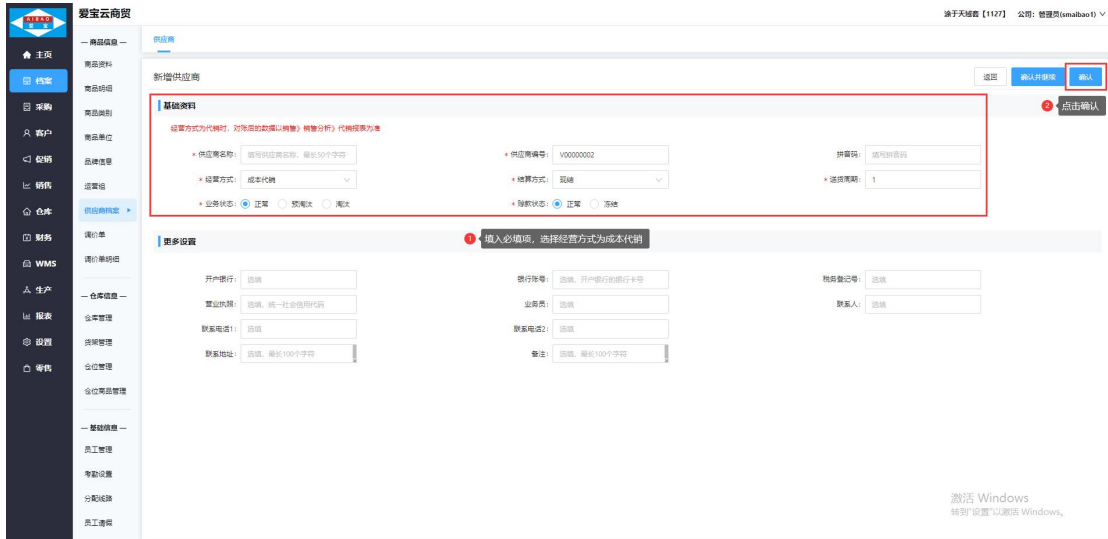 AIBAO
爱 宝
爱宝云商贸
涂于天城鑫【1127】 公司：管理员(smaibao1)
主页
档案
采购
客户
促销
销售
仓库
财务
WMS
生产
报表
设置
零售
— 商品信息 —
商品资料
商品明细
商品类别
商品单位
品牌信息
运营组
供应商档案
调价单
调价单明细
— 仓库信息 —
仓库管理
货架管理
仓位管理
仓位商品管理
— 基础信息 —
员工管理
考勤设置
分配线路
员工请假
供应商
新增供应商
返回 确认并继续 确认
2 点击确认
基础资料
经营方式为代销时，对账后的数据以销售》销售分析》代销报表为准
* 供应商名称: 填写供应商名称，最长50个字符 * 供应商编号: V00000002 拼音码: 填写拼音码
* 经营方式: 成本代销 * 结算方式: 现结 * 送货周期: 1
* 业务状态: 正常 预淘汰 淘汰 * 账款状态: 正常 冻结
1 填入必填项，选择经营方式为成本代销
更多设置
开户银行: 选填 银行账号: 选填，开户银行的银行卡号 税务登记号: 选填
营业执照: 选填，统一社会信用代码 业务员: 选填 联系人: 选填
联系电话1: 选填 联系电话2: 选填
联系地址: 选填，最长100个字符 备注: 选填，最长100个字符
激活 Windows
转到"设置"以激活 Windows。